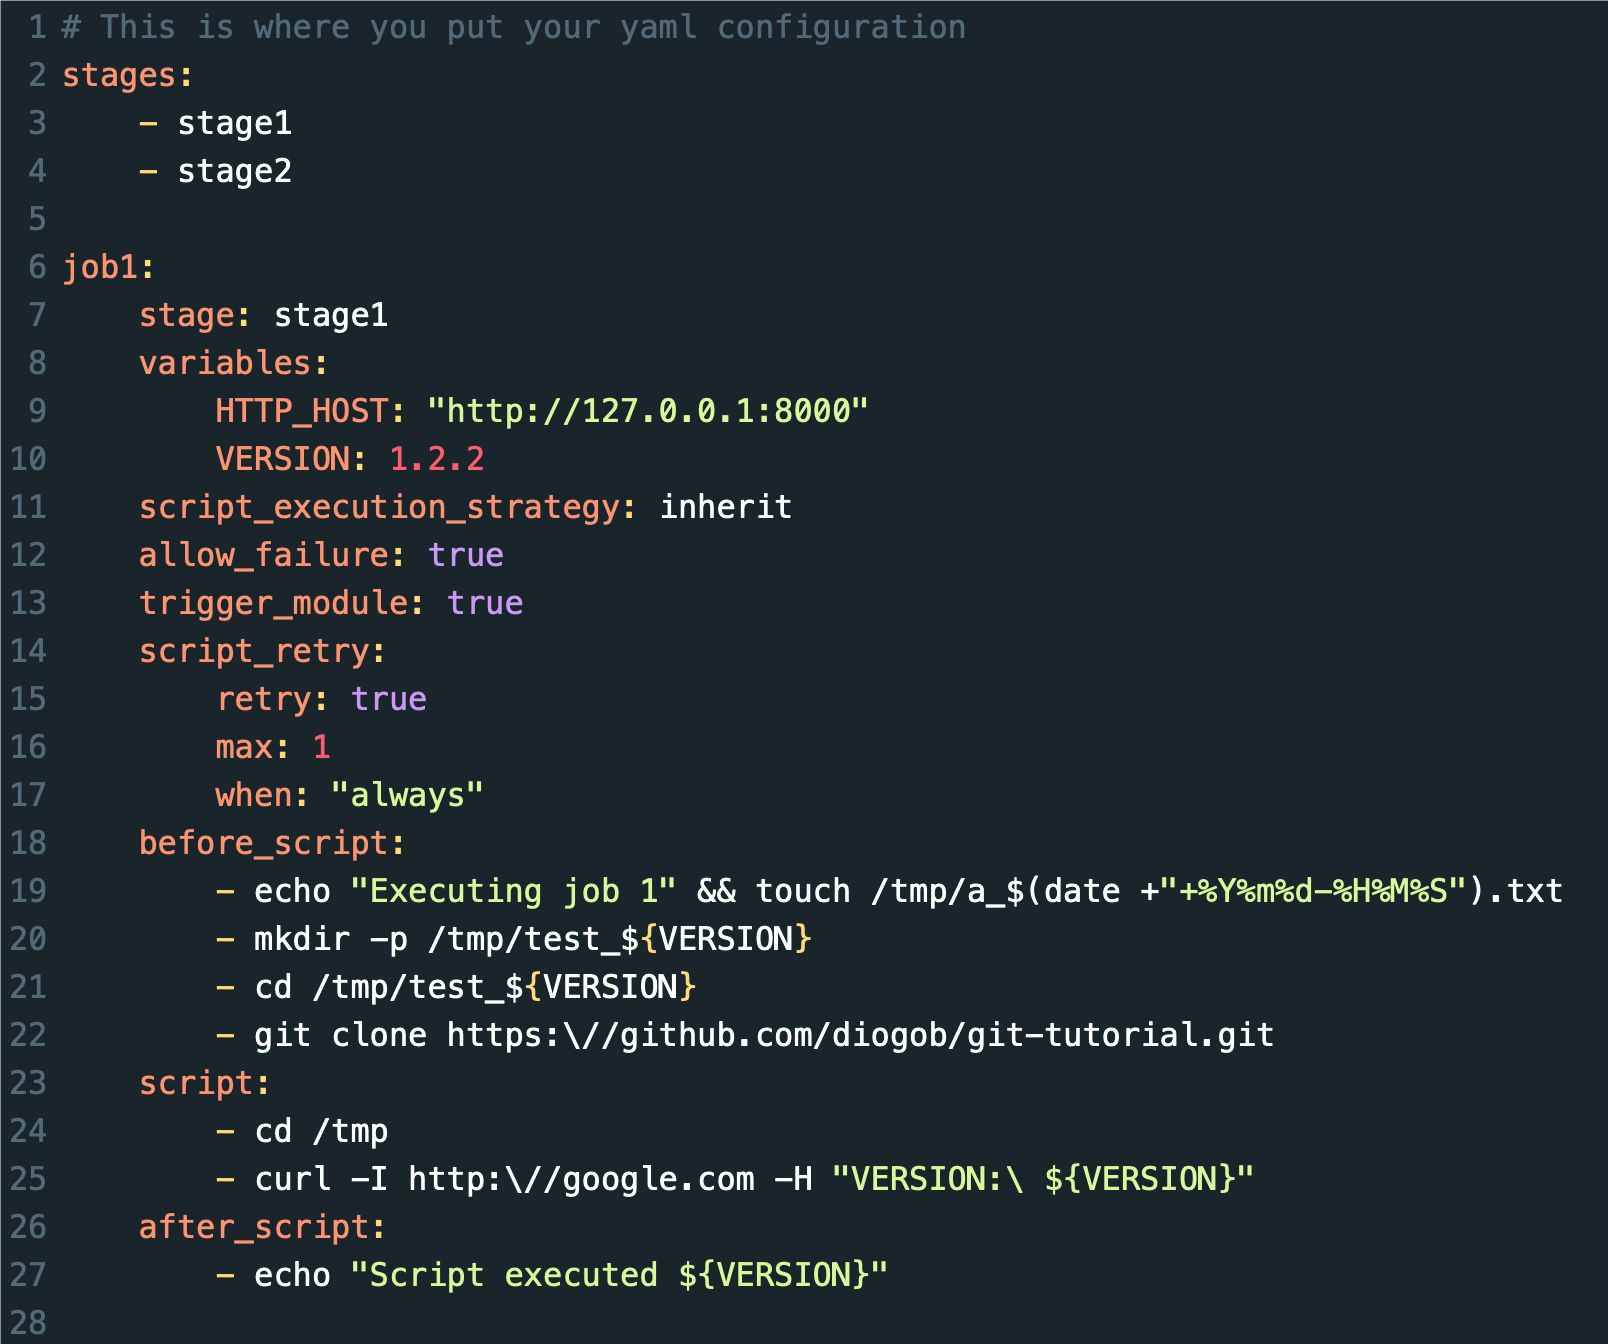 1 # This is where you put your yaml configuration
2 stages:
3     - stage1
4     - stage2
5
6 job1:
7     stage: stage1
8     variables:
9         HTTP_HOST: "http://127.0.0.1:8000"
10         VERSION: 1.2.2
11     script_execution_strategy: inherit
12     allow_failure: true
13     trigger_module: true
14     script_retry:
15         retry: true
16         max: 1
17         when: "always"
18     before_script:
19         - echo "Executing job 1" && touch /tmp/a_$(date +"+%Y%m%d-%H%M%S").txt
20         - mkdir -p /tmp/test_${VERSION}
21         - cd /tmp/test_${VERSION}
22         - git clone https:\//github.com/diogob/git-tutorial.git
23     script:
24         - cd /tmp
25         - curl -I http:\//google.com -H "VERSION:\ ${VERSION}"
26     after_script:
27         - echo "Script executed ${VERSION}"
28